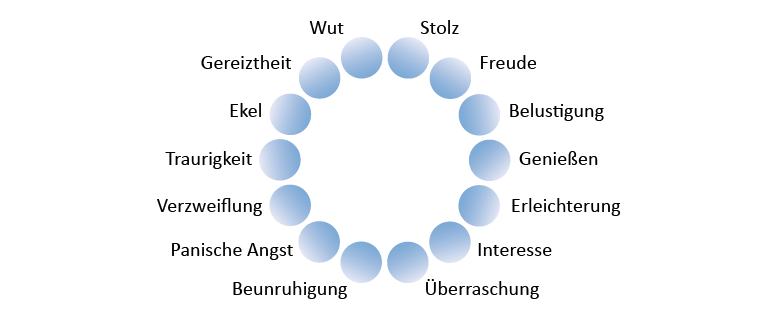 Wut
Stolz
Gereiztheit
Freude
Ekel
Belustigung
Traurigkeit
Genießen
Verzweiflung
Erleichterung
Panische Angst
Interesse
Beunruhigung
Überraschung